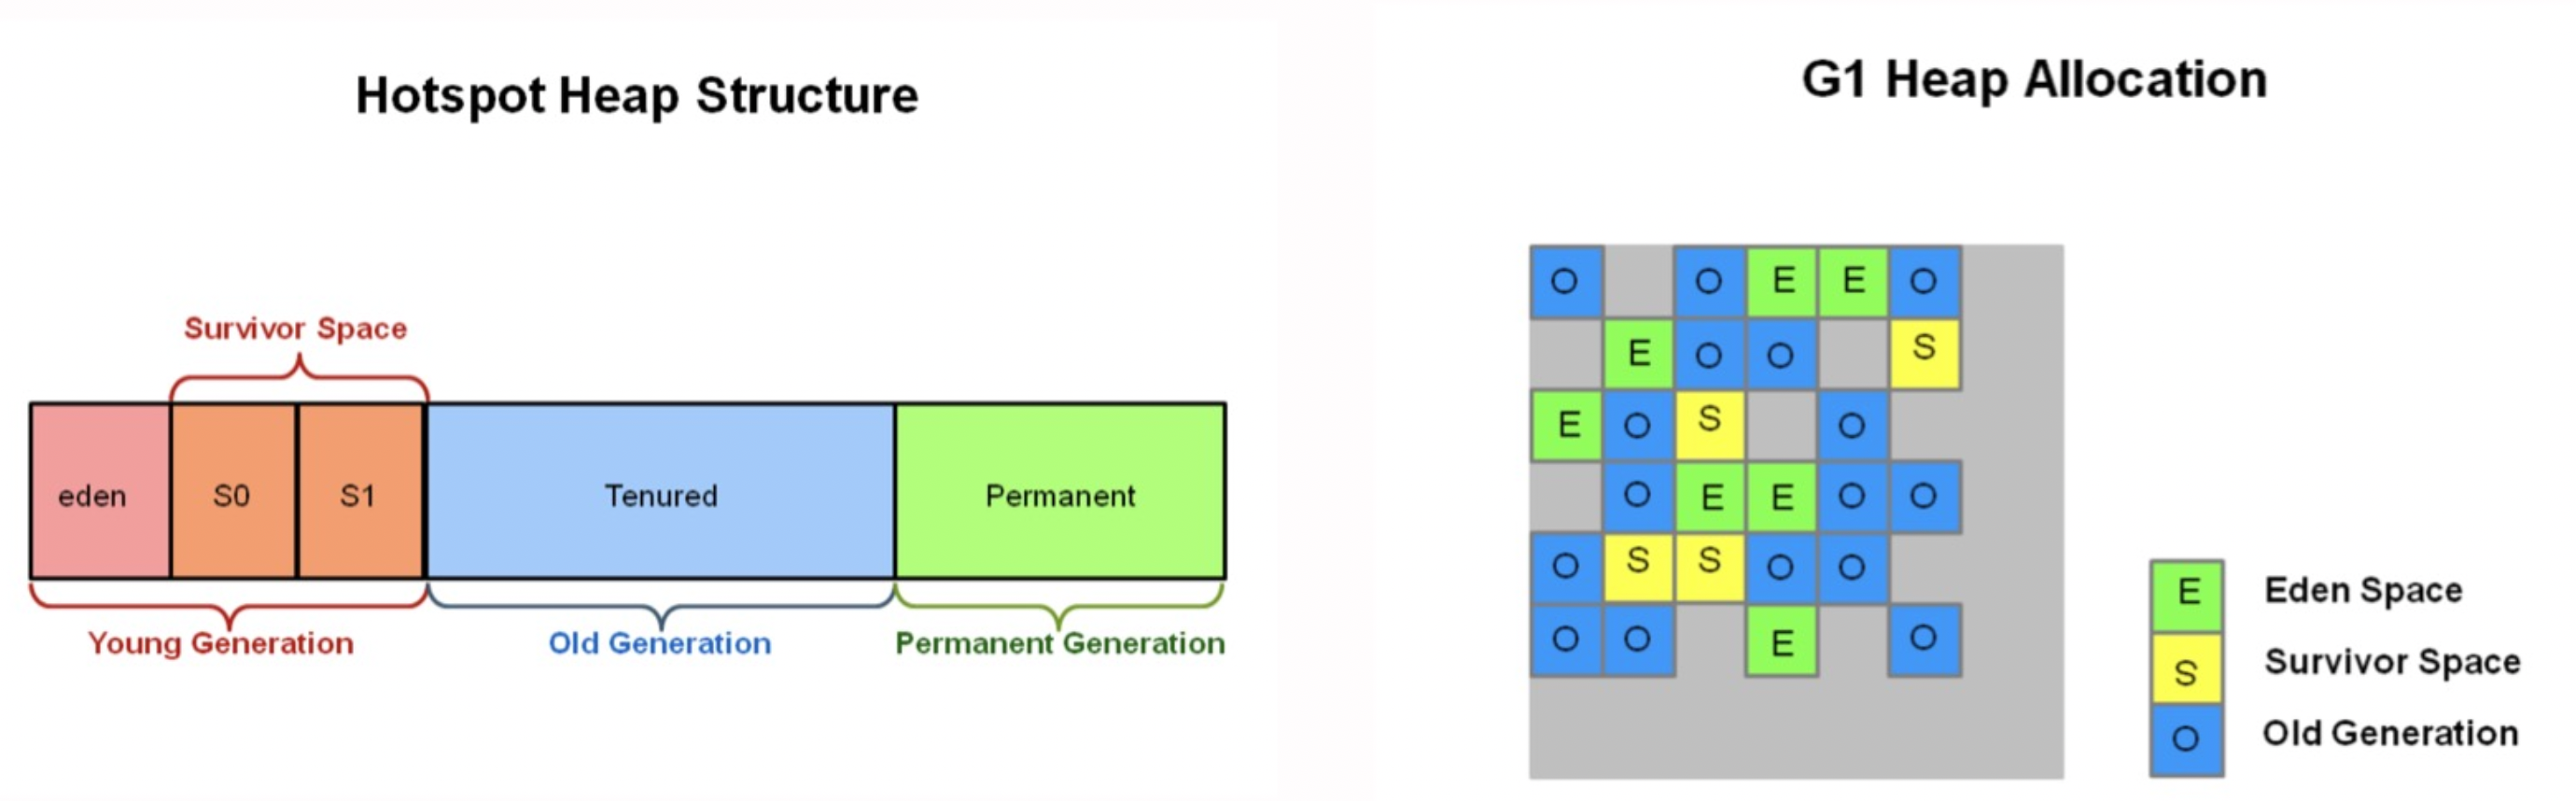 Hotspot Heap Structure
Survivor Space
eden S0 S1 Tenured Permanent
Young Generation Old Generation Permanent Generation
G1 Heap Allocation
O O E E O
E O O S
E O S O
O E E O O
O S S O O
O O E O
E Eden Space
S Survivor Space
O Old Generation